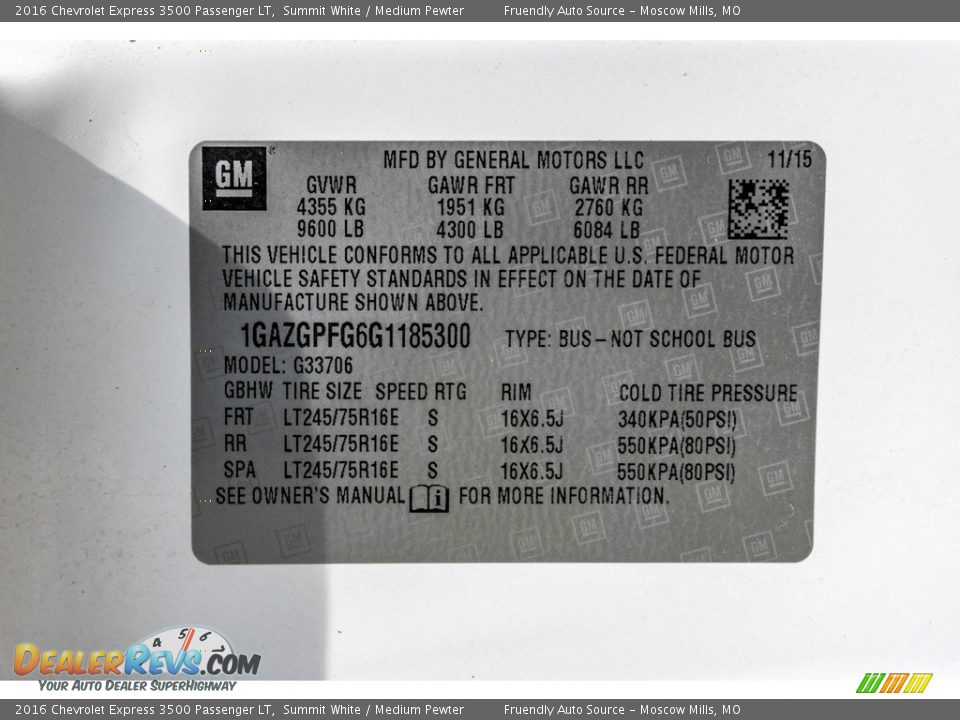 2016 Chevrolet Express 3500 Passenger LT, Summit White / Medium Pewter Fruendly Auto Source - Moscow Mills, MO
GM
MFD BY GENERAL MOTORS LLC 11/15
GVWR GAWR FRT GAWR RR
4355 KG 1951 KG 2760 KG
9600 LB 4300 LB 6084 LB
THIS VEHICLE CONFORMS TO ALL APPLICABLE U.S. FEDERAL MOTOR
VEHICLE SAFETY STANDARDS IN EFFECT ON THE DATE OF
MANUFACTURE SHOWN ABOVE.
1GAZGPFG6G1185300 TYPE: BUS-NOT SCHOOL BUS
MODEL: G33706
GBHW TIRE SIZE SPEED RTG RIM COLD TIRE PRESSURE
FRT LT245/75R16E S 16X6.5J 340KPA(50PSI)
RR LT245/75R16E S 16X6.5J 550KPA(80PSI)
SPA LT245/75R16E S 16X6.5J 550KPA(80PSI)
SEE OWNER'S MANUAL i FOR MORE INFORMATION.
4 5 6
DEALERREVS.COM
YOUR AUTO DEALER SUPERHIGHWAY
2016 Chevrolet Express 3500 Passenger LT, Summit White / Medium Pewter Fruendly Auto Source - Moscow Mills, MO